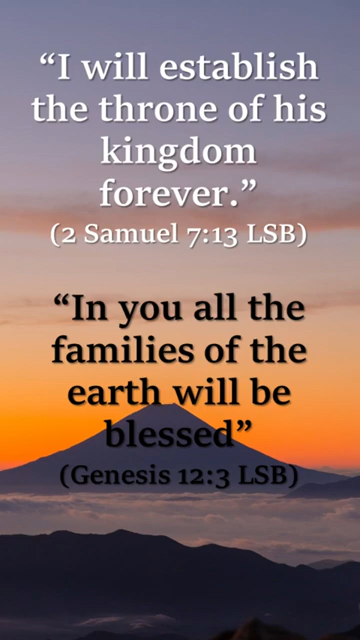 “I will establish
the throne of his
kingdom
forever.”
(2 Samuel 7:13 LSB)
“In you all the
families of the
earth will be
blessed”
(Genesis 12:3 LSB)